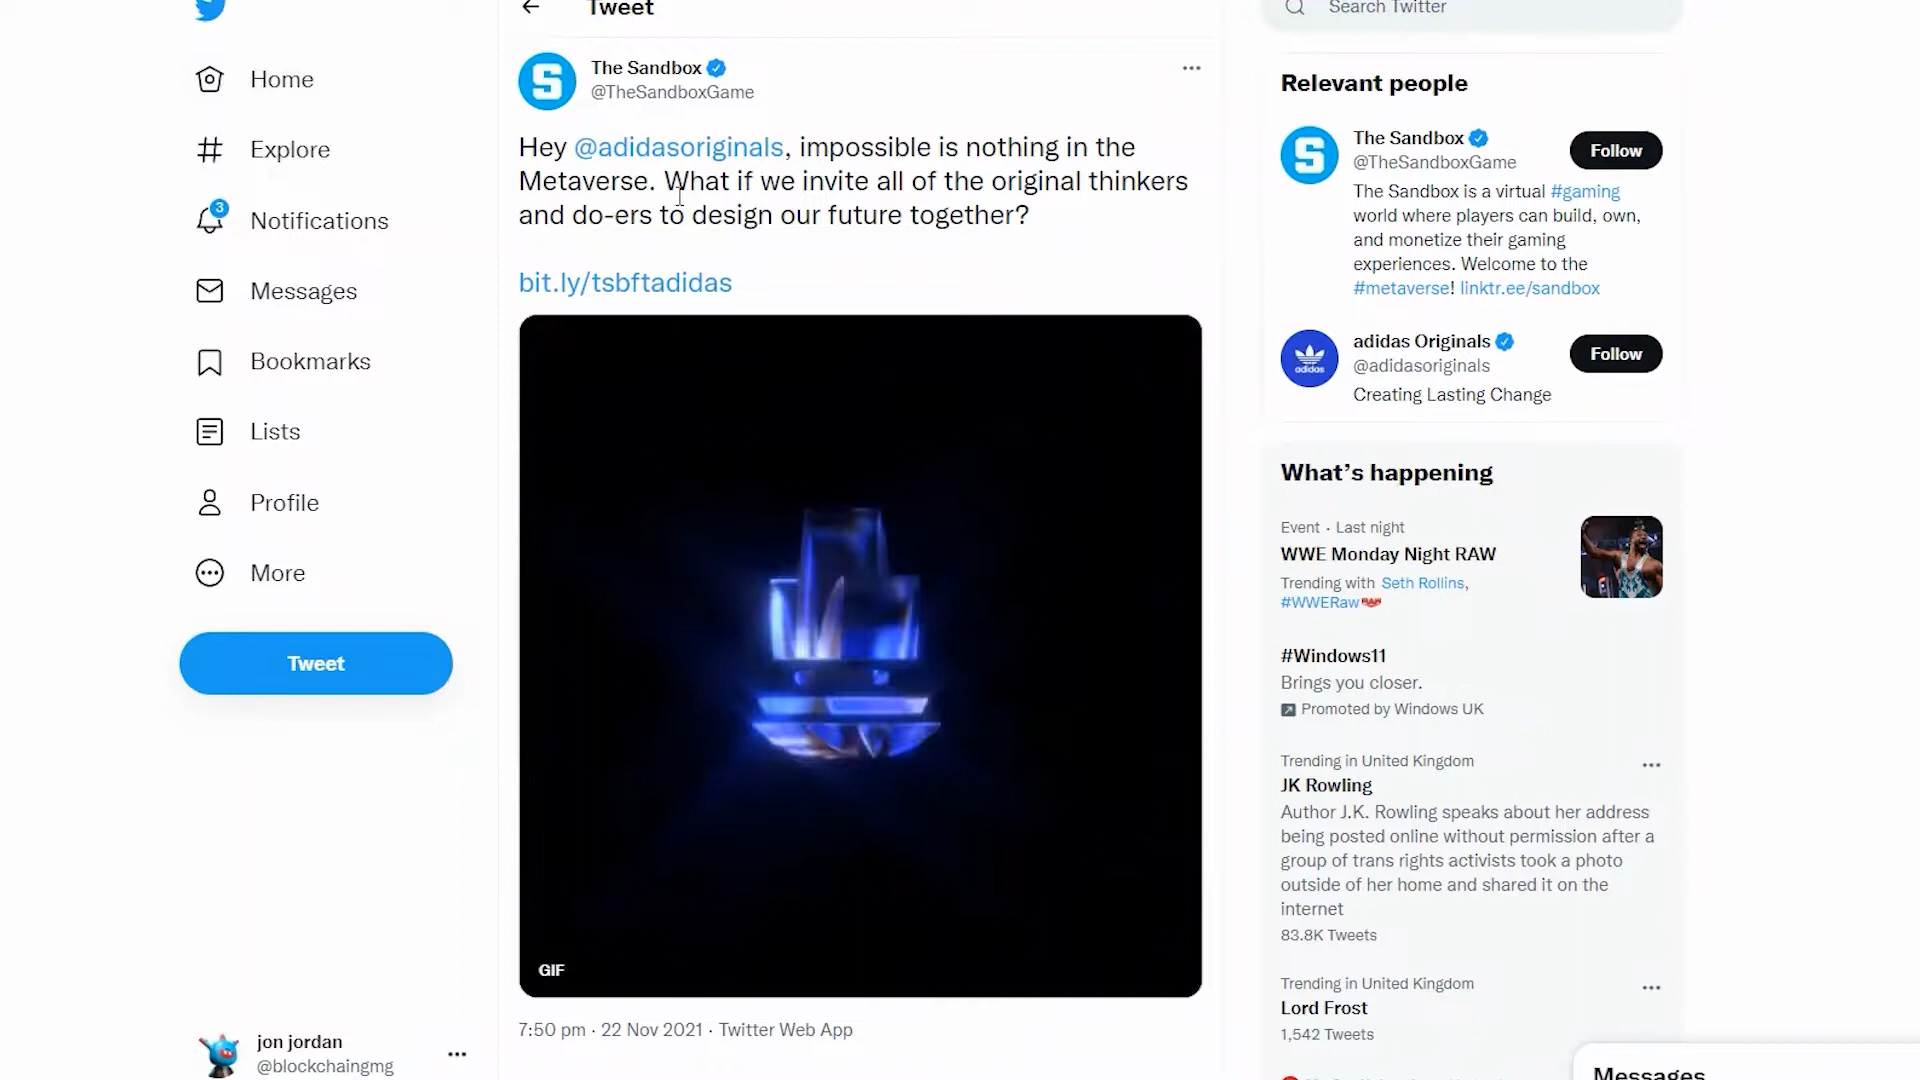 Home
Explore
3
Notifications
Messages
Bookmarks
Lists
Profile
More
Tweet
jon jordan
@blockchaingmg
Tweet
The Sandbox
@TheSandboxGame
Hey @adidasoriginals, impossible is nothing in the
Metaverse. What if we invite all of the original thinkers
and do-ers to design our future together?
bit.ly/tsbftadidas
GIF
7:50 pm · 22 Nov 2021 · Twitter Web App
Search Twitter
Relevant people
The Sandbox
@TheSandboxGame
Follow
The Sandbox is a virtual #gaming
world where players can build, own,
and monetize their gaming
experiences. Welcome to the
#metaverse! linktr.ee/sandbox
adidas
adidas Originals
@adidasoriginals
Follow
Creating Lasting Change
What's happening
Event · Last night
WWE Monday Night RAW
Trending with Seth Rollins,
#WWERaw
#Windows11
Brings you closer.
Promoted by Windows UK
Trending in United Kingdom
JK Rowling
Author J.K. Rowling speaks about her address
being posted online without permission after a
group of trans rights activists took a photo
outside of her home and shared it on the
internet
83.8K Tweets
Trending in United Kingdom
Lord Frost
1,542 Tweets
Messages